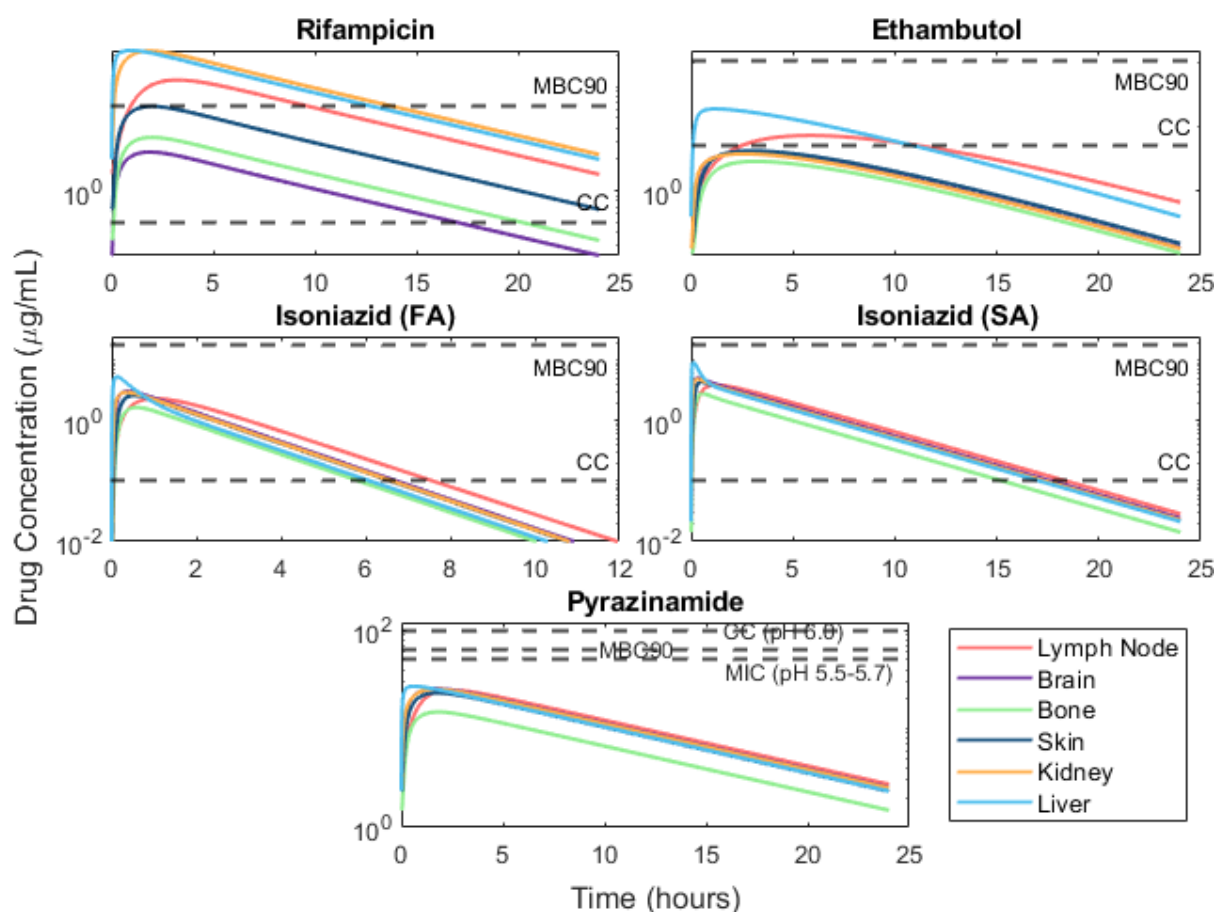 Rifampicin
Ethambutol
MBC90
CC
10^0
0 5 10 15 20 25
MBC90
CC
10^0
0 5 10 15 20 25
Isoniazid (FA)
Isoniazid (SA)
MBC90
CC
10^0
10^-2
0 2 4 6 8 10 12
MBC90
CC
10^0
10^-2
0 5 10 15 20 25
Drug Concentration (μg/mL)
Pyrazinamide
10^2
CC (pH 6.0)
MBC90
MIC (pH 5.5-5.7)
10^0
0 5 10 15 20 25
Time (hours)
Lymph Node
Brain
Bone
Skin
Kidney
Liver